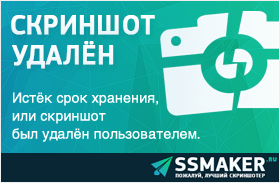 СКРИНШОТ
УДАЛЁН
Истёк срок хранения,
или скриншот
был удалён пользователем.
SSMAKER.RU
ПОЖАЛУЙ, ЛУЧШИЙ СКРИНШОТЕР